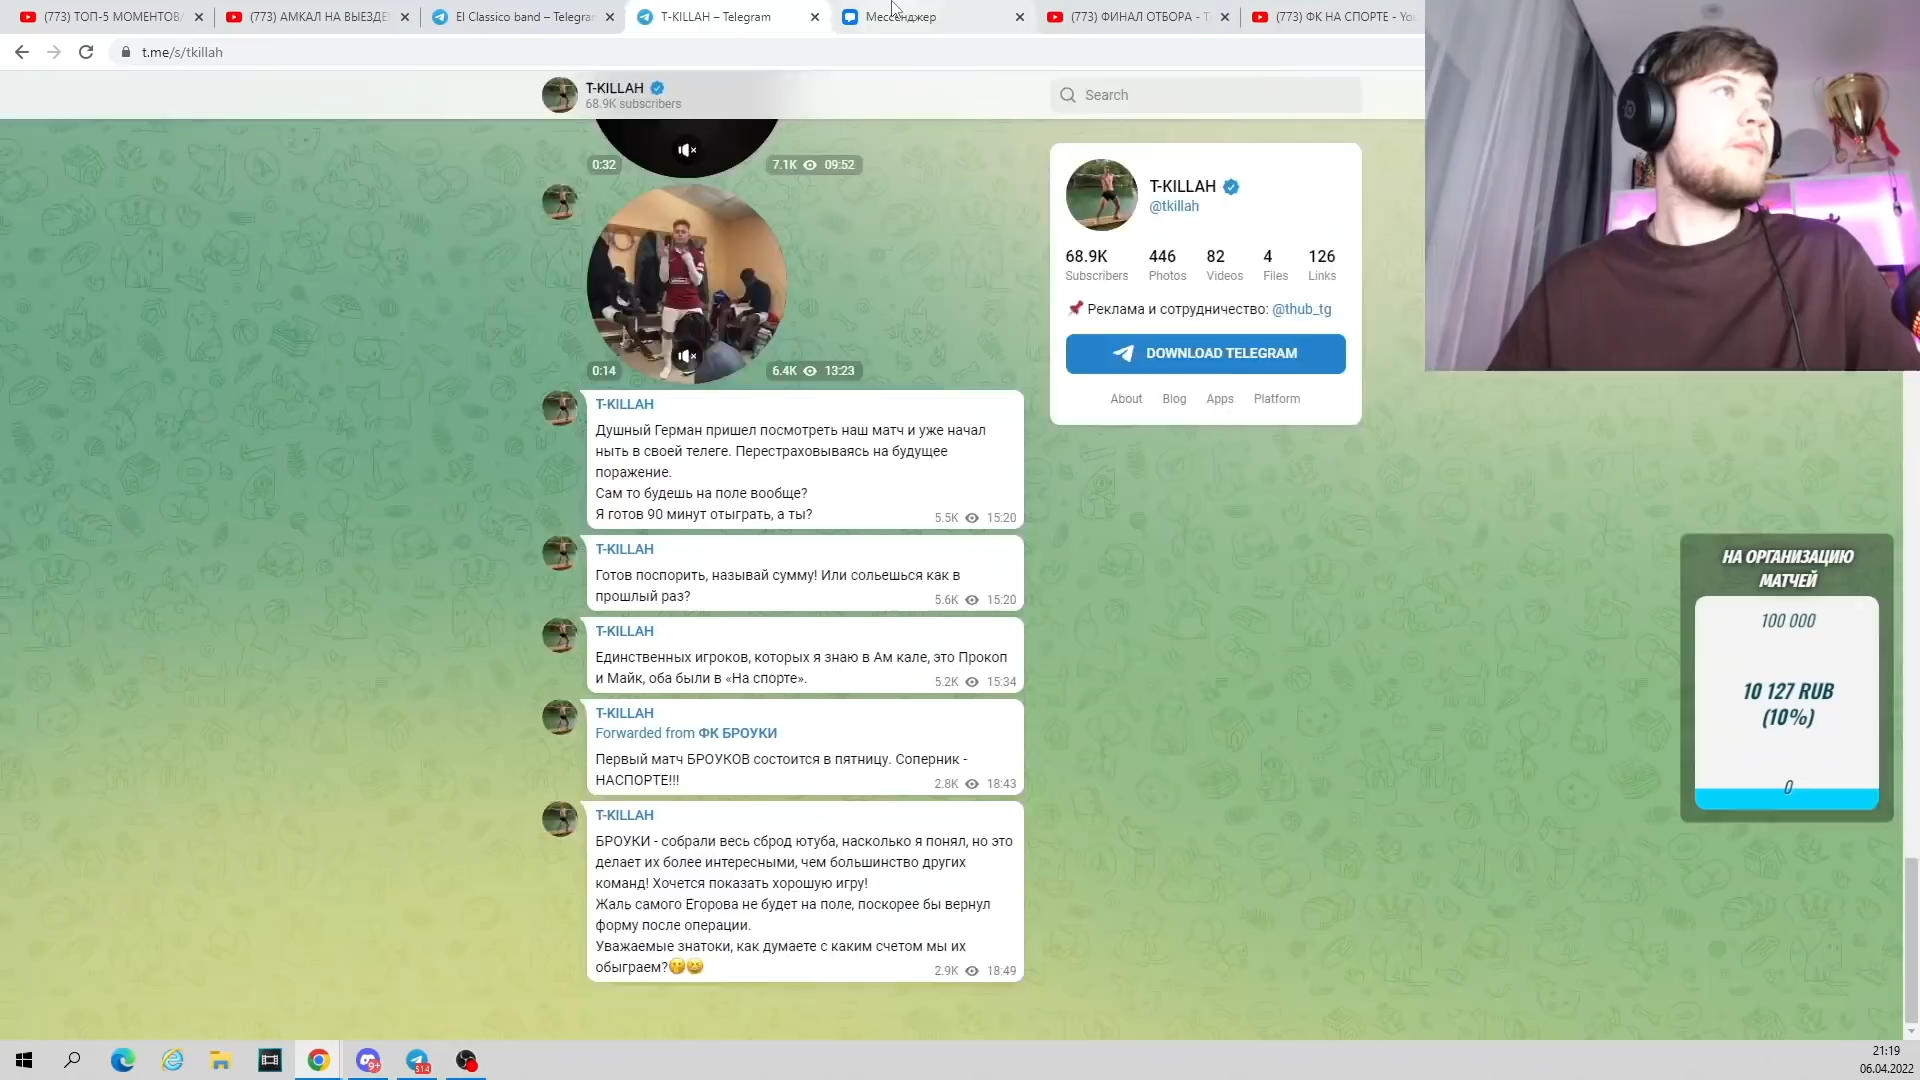 (773) ТОП-5 МОМЕНТОВ
(773) АМКАЛ НА ВЫЕЗДЕ
El Classico band – Telegram
T-KILLAH – Telegram
Мессенджер
(773) ФИНАЛ ОТБОРА - 
(773) ФК НА СПОРТЕ - You
t.me/s/tkillah
T-KILLAH
68.9K subscribers
Search
0:32
7.1K 09:52
0:14
6.4K 13:23
T-KILLAH
Душный Герман пришел посмотреть наш матч и уже начал
ныть в своей телеге. Перестраховываясь на будущее
поражение.
Сам то будешь на поле вообще?
Я готов 90 минут отыграть, а ты?
5.5K 15:20
T-KILLAH
Готов поспорить, называй сумму! Или сольешься как в
прошлый раз?
5.6K 15:20
T-KILLAH
Единственных игроков, которых я знаю в Ам кале, это Прокоп
и Майк, оба были в «На спорте».
5.2K 15:34
T-KILLAH
Forwarded from ФК БРОУКИ
Первый матч БРОУКОВ состоится в пятницу. Соперник -
НАСПОРТЕ!!!
2.8K 18:43
T-KILLAH
БРОУКИ - собрали весь сброд ютуба, насколько я понял, но это
делает их более интересными, чем большинство других
команд! Хочется показать хорошую игру!
Жаль самого Егорова не будет на поле, поскорее бы вернул
форму после операции.
Уважаемые знатоки, как думаете с каким счетом мы их
обыграем?🤔😆
2.9K 18:49
T-KILLAH
@tkillah
68.9K 446 82 4 126
Subscribers Photos Videos Files Links
📌 Реклама и сотрудничество: @thub_tg
DOWNLOAD TELEGRAM
About Blog Apps Platform
НА ОРГАНИЗАЦИЮ
МАТЧЕЙ
100 000
10 127 RUB
(10%)
0
9+
514
21:19
06.04.2022